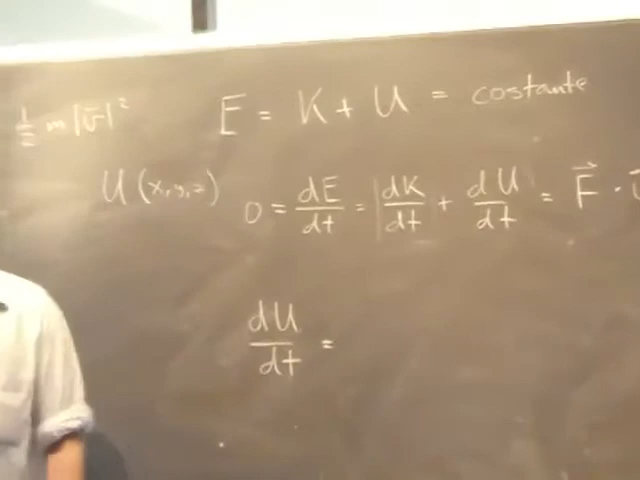 ½ m|v⃗|² E = K + U = costante
U(x,y,z) 0 = dE/dt = dK/dt + dU/dt = F⃗ ·
dU/dt =